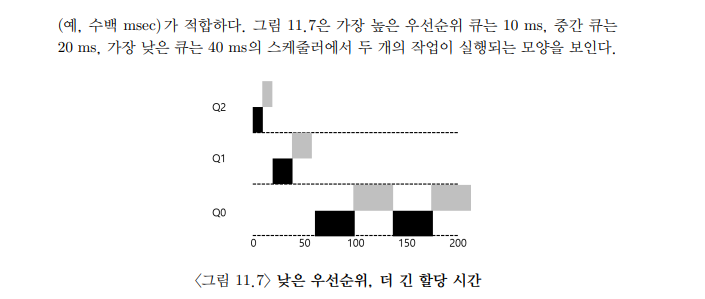 (예, 수백 msec)가 적합하다. 그림 11.7은 가장 높은 우선순위 큐는 10 ms, 중간 큐는
20 ms, 가장 낮은 큐는 40 ms의 스케줄러에서 두 개의 작업이 실행되는 모양을 보인다.
Q2
Q1
Q0
0 50 100 150 200
〈그림 11.7〉 낮은 우선순위, 더 긴 할당 시간